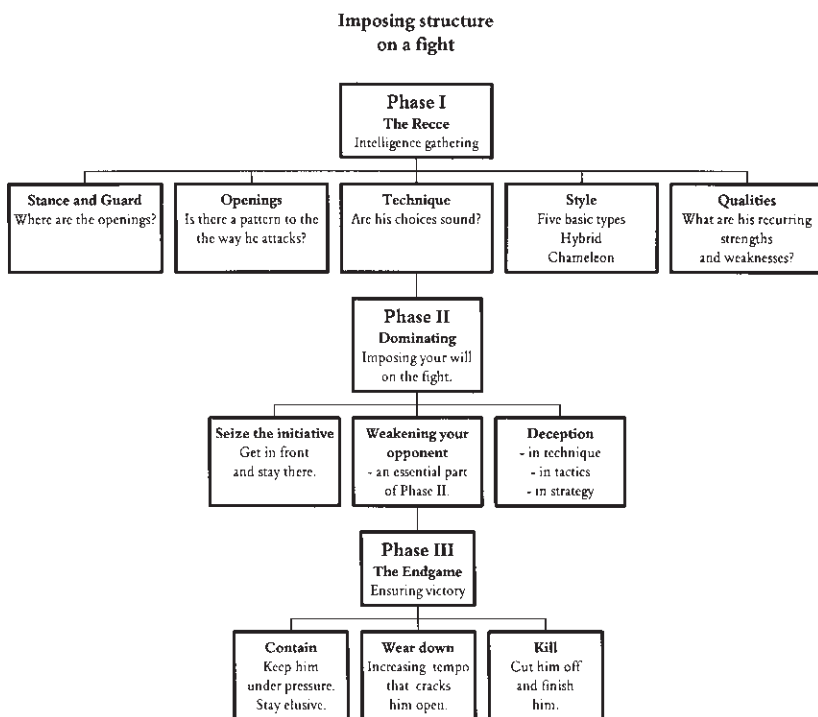 Imposing structure
on a fight
Phase I
The Recce
Intelligence gathering
Stance and Guard
Where are the openings?
Openings
Is there a pattern to the
the way he attacks?
Technique
Are his choices sound?
Style
Five basic types
Hybrid
Chameleon
Qualities
What are his recurring
strengths
and weaknesses?
Phase II
Dominating
Imposing your will
on the fight.
Seize the initiative
Get in front
and stay there.
Weakening your
opponent
- an essential part
of Phase II.
Deception
- in technique
- in tactics
- in strategy
Phase III
The Endgame
Ensuring victory
Contain
Keep him
under pressure.
Stay elusive.
Wear down
Increasing tempo
that cracks
him open.
Kill
Cut him off
and finish
him.